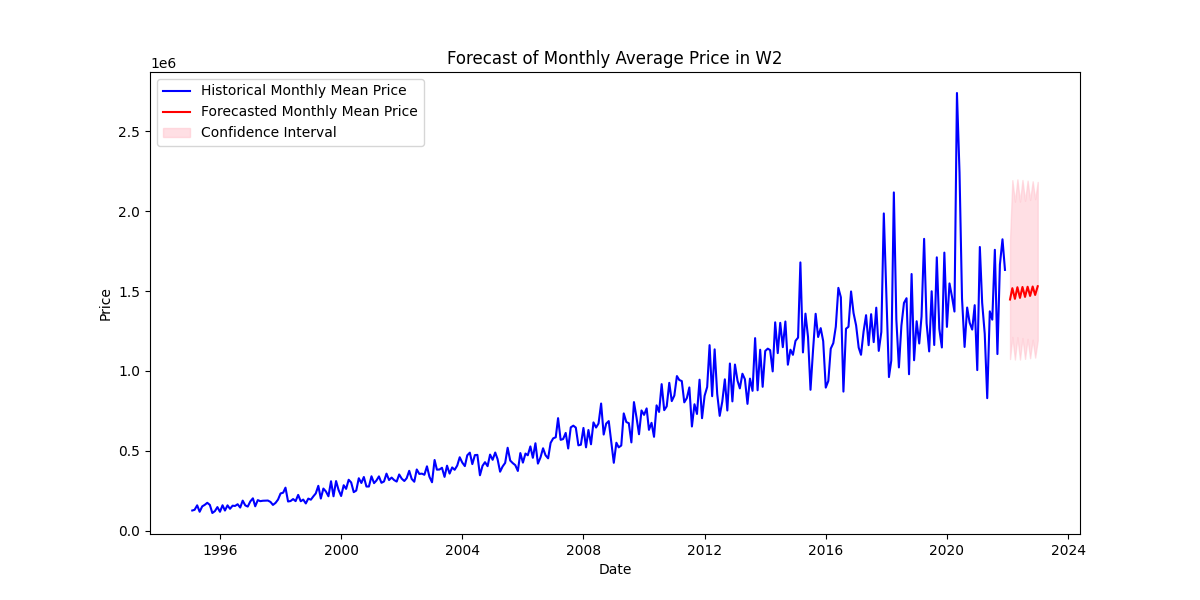 Forecast of Monthly Average Price in W2
1e6
Historical Monthly Mean Price
Forecasted Monthly Mean Price
Confidence Interval
2.5
2.0
1.5
1.0
0.5
0.0
Price
1996 2000 2004 2008 2012 2016 2020 2024
Date